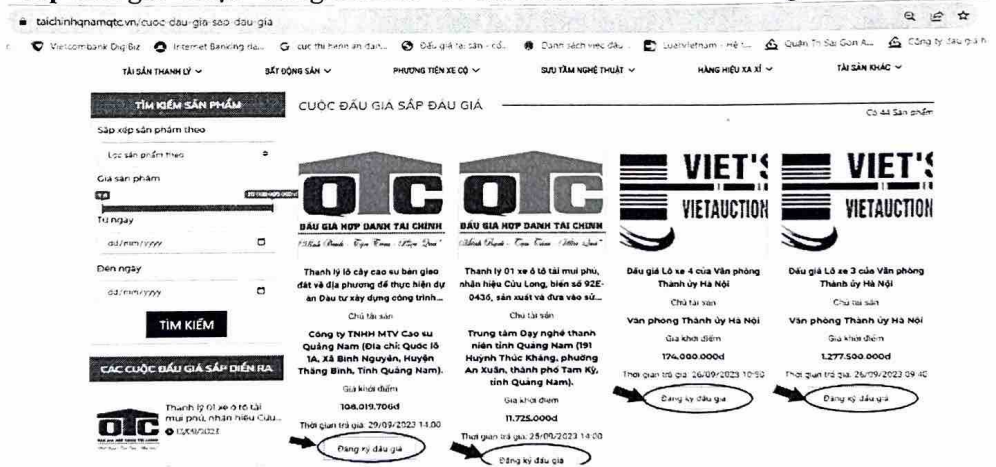 taichinhqnamqtc.vn/cuoc-dau-gia-sap-dau-gia
Vietcombank Dig Biz
Internet Banking
Luatvietnam
TÀI SẢN THANH LÝ
BẤT ĐỘNG SẢN
PHƯƠNG TIỆN XE CỘ
SƯU TẦM NGHỆ THUẬT
HÀNG HIỆU XA XỈ
TÀI SẢN KHÁC
TÌM KIẾM SẢN PHẨM
Sắp xếp sản phẩm theo
Lọc sản phẩm theo
Giá sản phẩm
Từ ngày
dd/mm/yyyy
Đến ngày
dd/mm/yyyy
TÌM KIẾM
CÁC CUỘC ĐẤU GIÁ SẮP DIỄN RA
Thanh lý 01 xe ô tô tải
mui phủ, nhãn hiệu Cửu...
CUỘC ĐẤU GIÁ SẮP ĐẤU GIÁ
Có 44 Sản phẩm
QTC
ĐẤU GIÁ HỢP DANH TÀI CHÍNH
Thanh lý lô cây cao su bàn giao
đất về địa phương để thực hiện dự
án Đầu tư xây dựng công trình...
Chủ tài sản
Công ty TNHH MTV Cao su
Quảng Nam (Địa chỉ: Quốc lộ
1A, Xã Bình Nguyên, Huyện
Thăng Bình, Tỉnh Quảng Nam).
Giá khởi điểm
108.019.706đ
Thời gian trả giá: 29/09/2023 14:00
Đăng ký đấu giá
QTC
ĐẤU GIÁ HỢP DANH TÀI CHÍNH
Thanh lý 01 xe ô tô tải mui phủ,
nhãn hiệu Cửu Long, biển số 92E-
0436, sản xuất và đưa vào sử...
Chủ tài sản
Trung tâm Dạy nghề thanh
niên tỉnh Quảng Nam (191
Huỳnh Thúc Kháng, phường
An Xuân, thành phố Tam Kỳ,
tỉnh Quảng Nam).
Giá khởi điểm
11.725.000đ
Thời gian trả giá: 28/09/2023 14:00
Đăng ký đấu giá
VIET'S
VIETAUCTION
Đấu giá Lô xe 4 của Văn phòng
Thành ủy Hà Nội
Chủ tài sản
Văn phòng Thành ủy Hà Nội
Giá khởi điểm
174.000.000đ
Thời gian trả giá: 26/09/2023 10:50
Đăng ký đấu giá
VIET'S
VIETAUCTION
Đấu giá Lô xe 3 của Văn phòng
Thành ủy Hà Nội
Chủ tài sản
Văn phòng Thành ủy Hà Nội
Giá khởi điểm
1.277.500.000đ
Thời gian trả giá: 26/09/2023 09:40
Đăng ký đấu giá